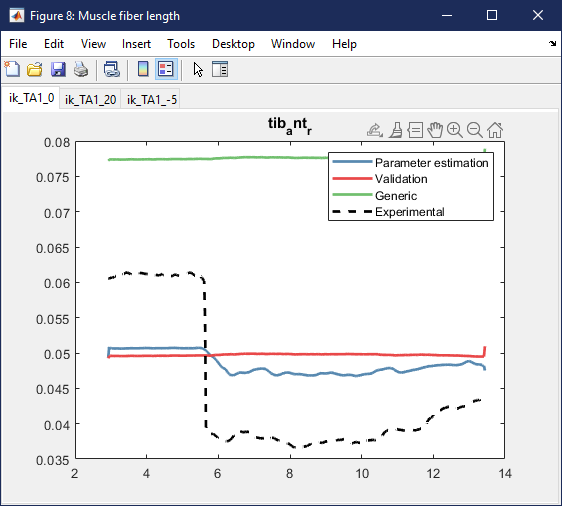 Figure 8: Muscle fiber length
File Edit View Insert Tools Desktop Window Help
ik_TA1_0 ik_TA1_20 ik_TA1_-5
tib_ant_r
0.08
0.075
0.07
0.065
0.06
0.055
0.05
0.045
0.04
0.035
Parameter estimation
Validation
Generic
Experimental
2 4 6 8 10 12 14